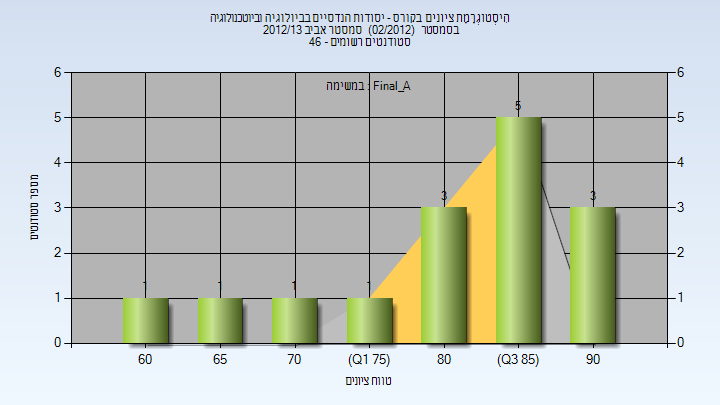 היסטוגרמת ציונים בקורס - יסודות הנדסיים בביולוגיה וביוטכנולוגיה
בסמסטר (02/2012) סמסטר אביב 2012/13
סטודנטים רשומים - 46
במשימה : Final_A
6 6
5 5 5
4 4
3 3 3 3
2 2
1 1 1 1 1 1
0 0
60 65 70 (Q1 75) 80 (Q3 85) 90
מספר סטודנטים
טווח ציונים